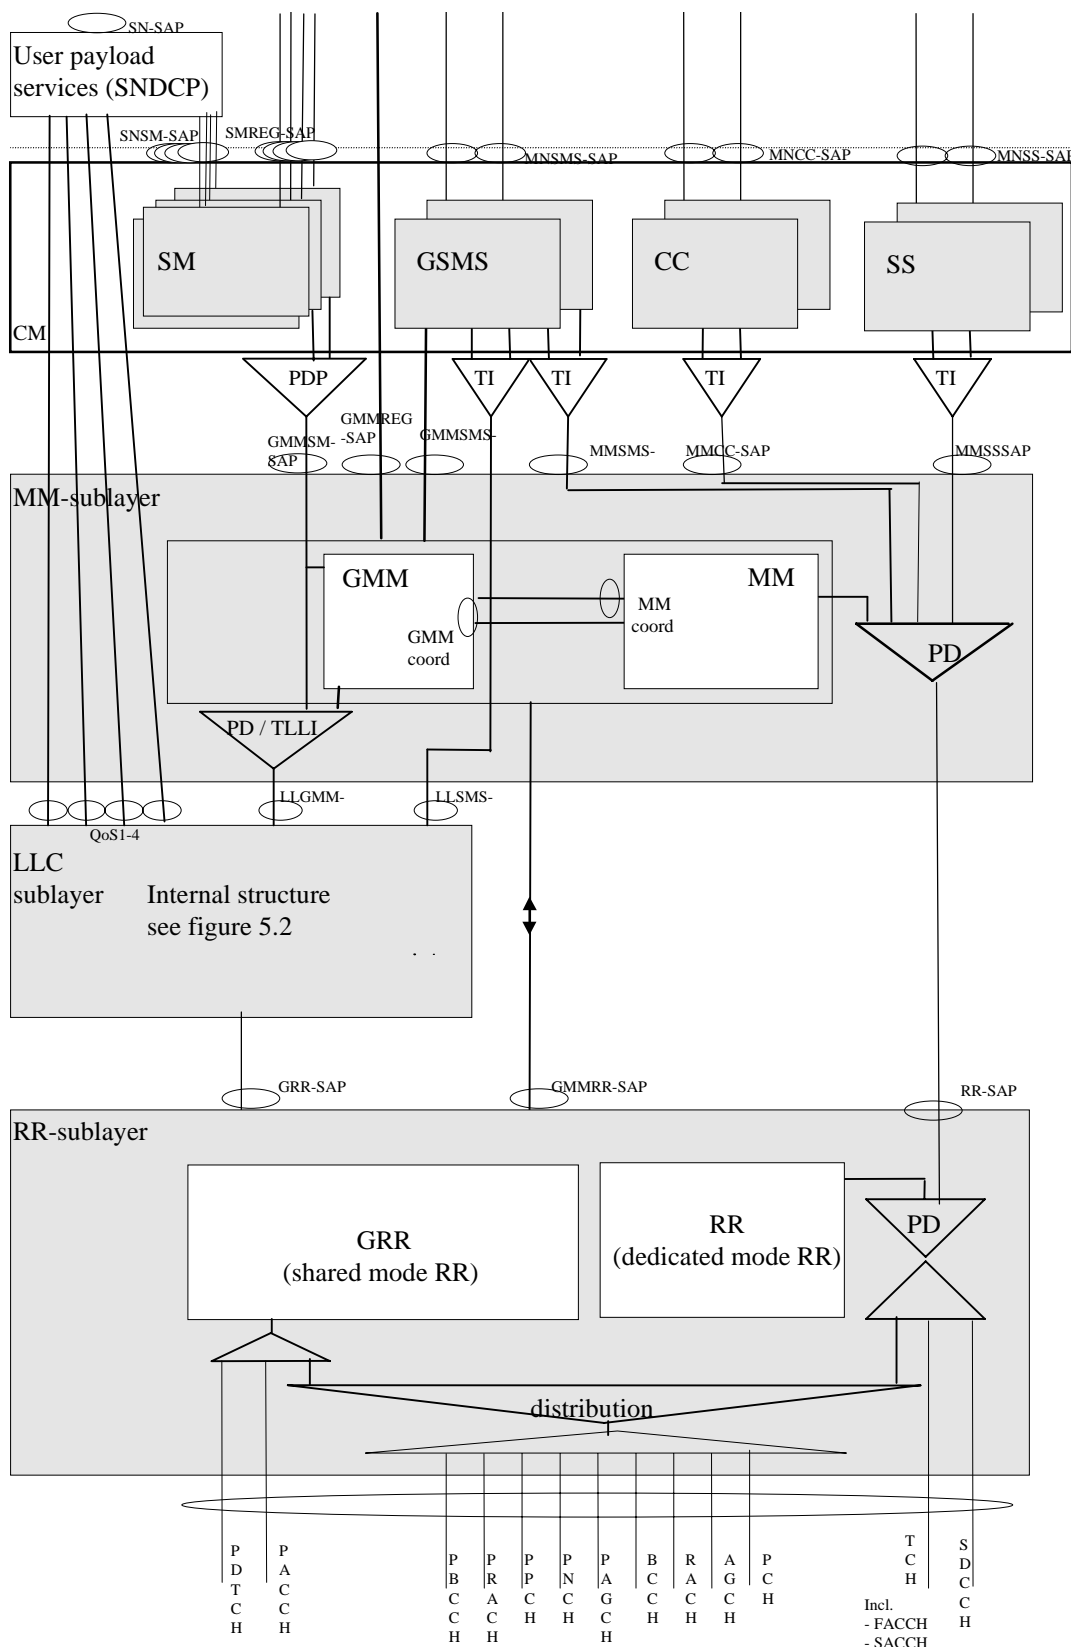 SN-SAP
User payload
services (SNDCP)
SNSM-SAP
SMREG-SAP
MNSMS-SAP
MNCC-SAP
MNSS-SAP
SM
GSMS
CC
SS
CM
PDP
TI
TI
TI
TI
GMMSM-
SAP
GMMREG
-SAP
GMMSMS-
MMSMS-
MMCC-SAP
MMSSSAP
MM-sublayer
GMM
MM
GMM
coord
MM
coord
PD
PD / TLLI
LLGMM-
LLSMS-
QoS1-4
LLC
sublayer
Internal structure
see figure 5.2
GRR-SAP
GMMRR-SAP
RR-SAP
RR-sublayer
GRR
(shared mode RR)
RR
(dedicated mode RR)
PD
distribution
PDTCH
PACCH
PBCCH
PRACH
PPCH
PNCH
PAGCH
BCCH
RACH
AGCH
PCH
TCH
SDCCH
Incl.
- FACCH
- SACCH